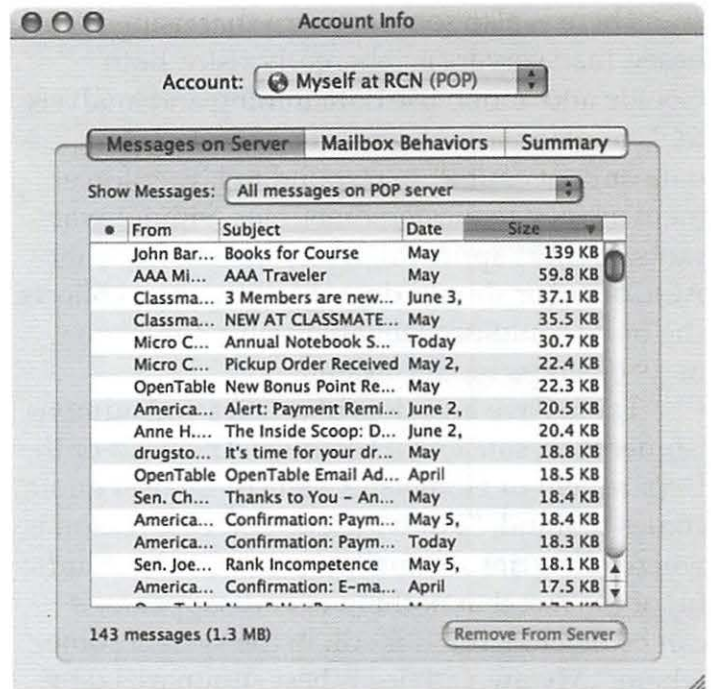 Account Info
Account: Myself at RCN (POP)
Messages on Server Mailbox Behaviors Summary
Show Messages: All messages on POP server
• From Subject Date Size
John Bar... Books for Course May 139 KB
AAA Mi... AAA Traveler May 59.8 KB
Classma... 3 Members are new... June 3, 37.1 KB
Classma... NEW AT CLASSMATE... May 35.5 KB
Micro C... Annual Notebook S... Today 30.7 KB
Micro C... Pickup Order Received May 2, 22.4 KB
OpenTable New Bonus Point Re... May 22.3 KB
America... Alert: Payment Remi... June 2, 20.5 KB
Anne H.... The Inside Scoop: D... June 2, 20.4 KB
drugsto... It's time for your dr... May 18.8 KB
OpenTable OpenTable Email Ad... April 18.5 KB
Sen. Ch... Thanks to You – An... May 18.4 KB
America... Confirmation: Paym... May 5, 18.4 KB
America... Confirmation: Paym... Today 18.3 KB
Sen. Joe... Rank Incompetence May 5, 18.1 KB
America... Confirmation: E-ma... April 17.5 KB
143 messages (1.3 MB) Remove From Server